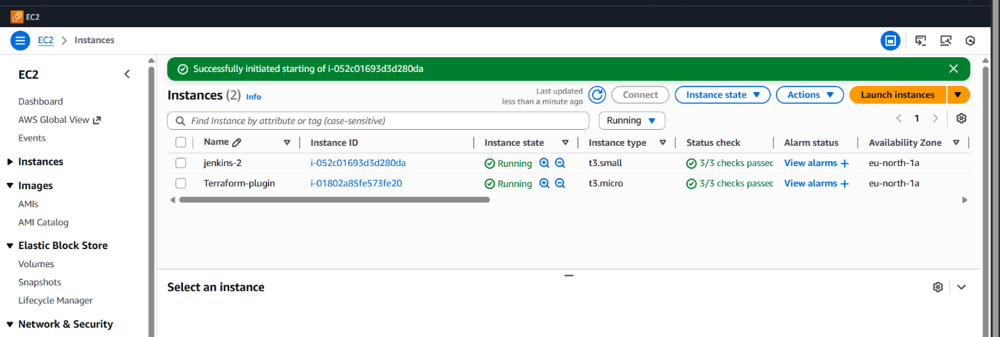 EC2
EC2 > Instances
EC2
Dashboard
AWS Global View
Events
Instances
Images
AMIs
AMI Catalog
Elastic Block Store
Volumes
Snapshots
Lifecycle Manager
Network & Security
Successfully initiated starting of i-052c01693d3d280da
Instances (2) Info
Last updated
less than a minute ago
Connect Instance state Actions Launch instances
Find Instance by attribute or tag (case-sensitive) Running 1
Name Instance ID Instance state Instance type Status check Alarm status Availability Zone
jenkins-2 i-052c01693d3d280da Running t3.small 3/3 checks passec View alarms + eu-north-1a
Terraform-plugin i-01802a85fe573fe20 Running t3.micro 3/3 checks passec View alarms + eu-north-1a
Select an instance